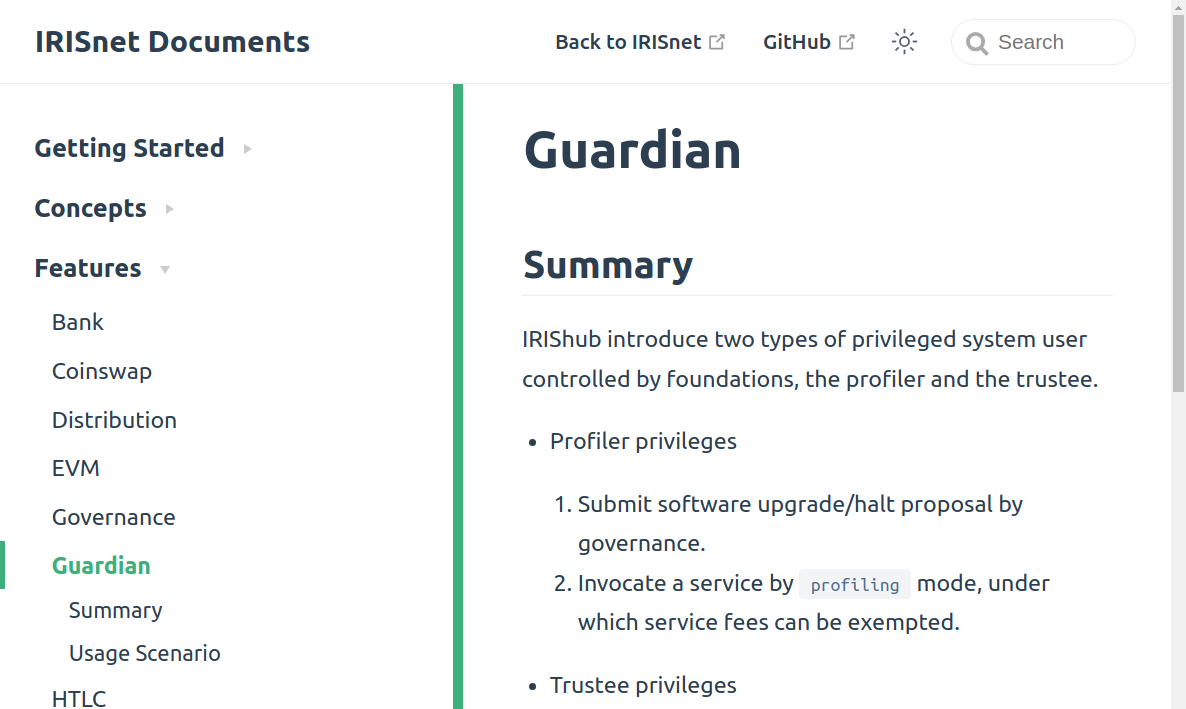 IRISnet Documents
Back to IRISnet
GitHub
Search
Getting Started
Concepts
Features
Bank
Coinswap
Distribution
EVM
Governance
Guardian
Summary
Usage Scenario
HTLC
Guardian
Summary
IRIShub introduce two types of privileged system user
controlled by foundations, the profiler and the trustee.
• Profiler privileges
1. Submit software upgrade/halt proposal by
governance.
2. Invocate a service by profiling mode, under
which service fees can be exempted.
• Trustee privileges